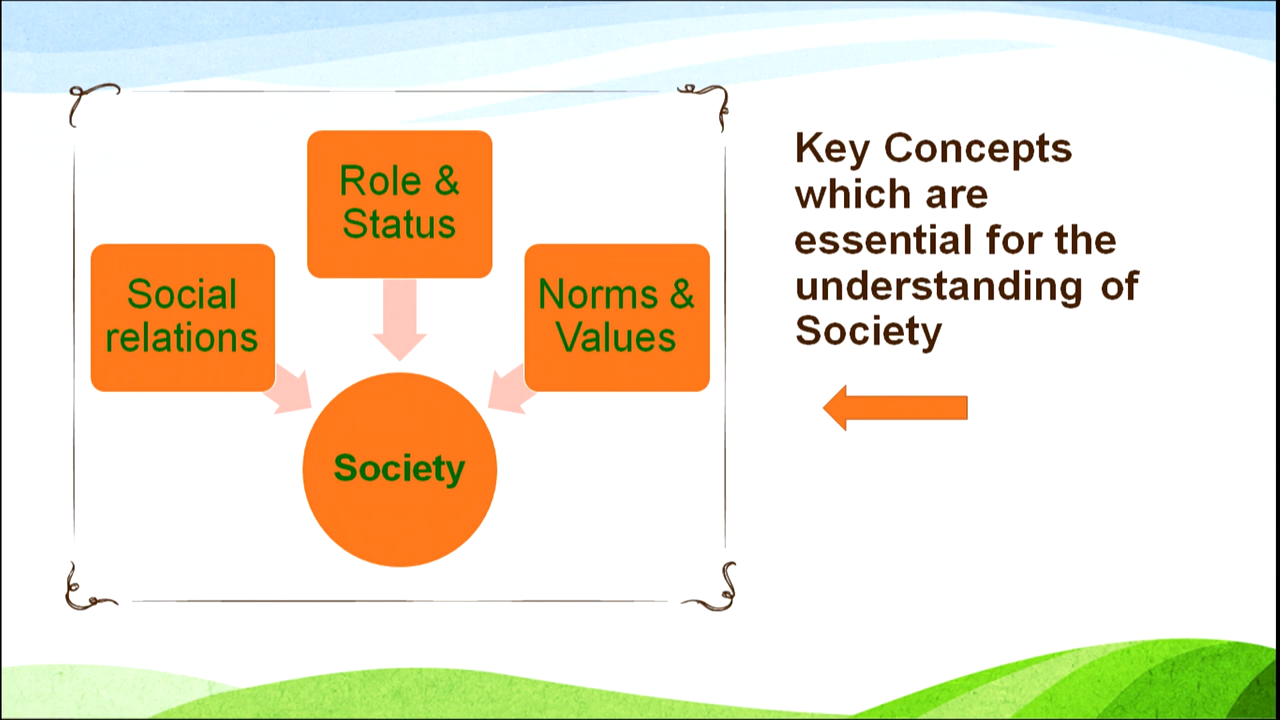 Role &
Status
Social
relations
Norms &
Values
Society
Key Concepts
which are
essential for the
understanding of
Society